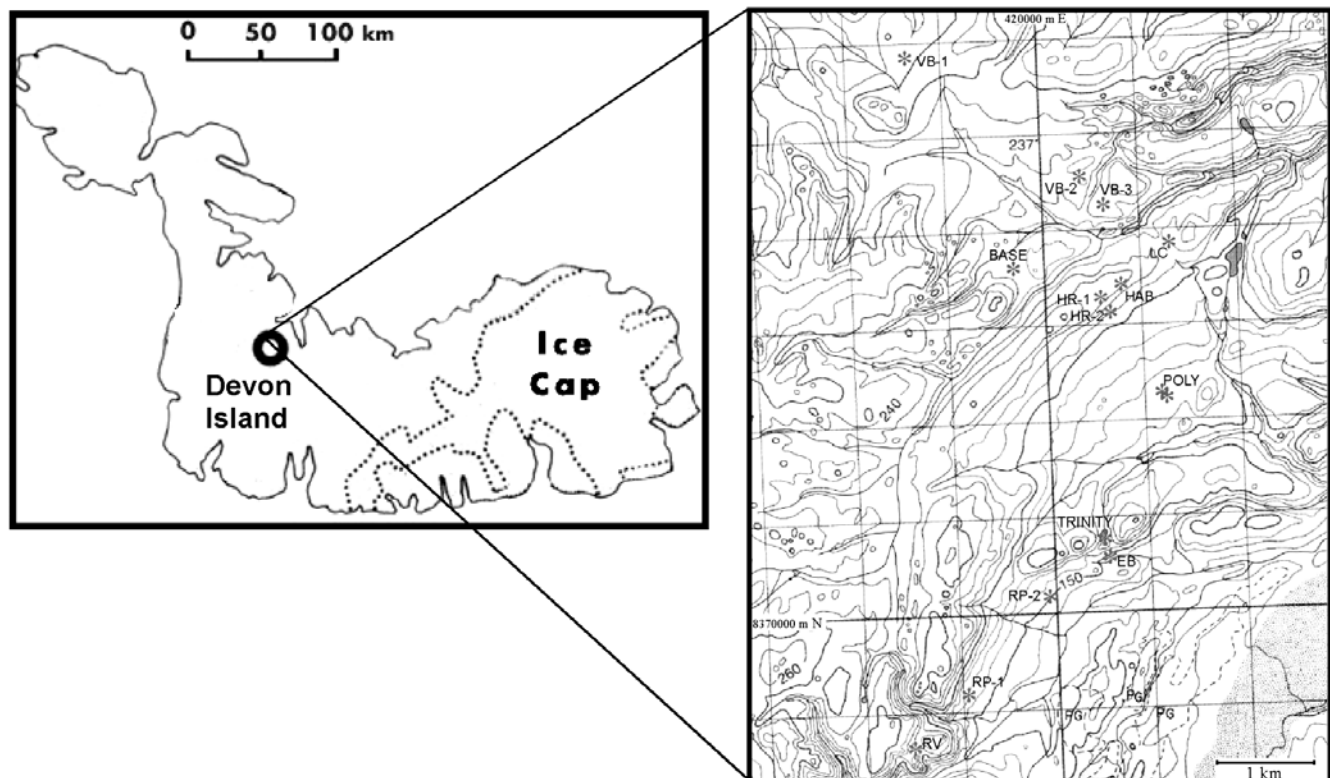 0 50 100 km
Ice
Cap
Devon
Island
420000 m E
VB-1
237
VB-2
VB-3
LC
BASE
HAB
HR-1
HR-2
POLY
240
TRINITY
EB
150
RP-2
8370000 m N
260
RP-1
PG
PG
PG
RV
1 km